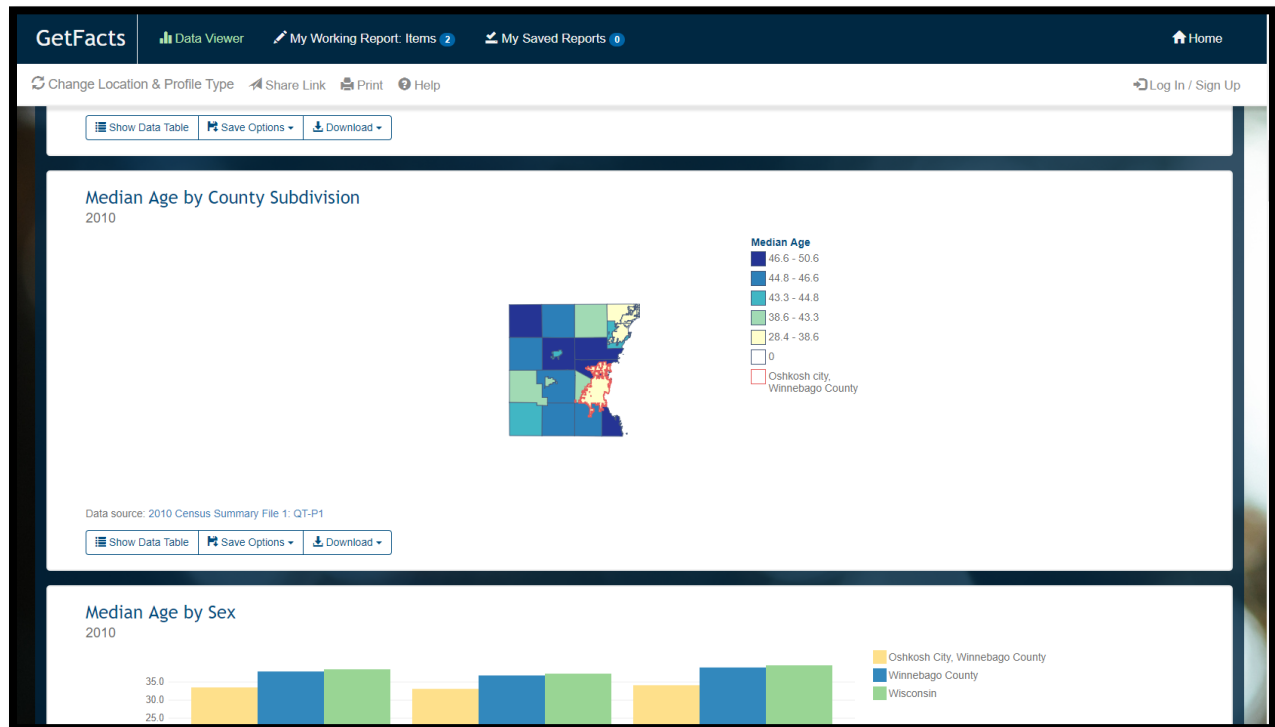 GetFacts
Data Viewer
My Working Report: Items 2
My Saved Reports 0
Home
Change Location & Profile Type
Share Link
Print
Help
Log In / Sign Up
Show Data Table
Save Options
Download
Median Age by County Subdivision
2010
Median Age
46.6 - 50.6
44.8 - 46.6
43.3 - 44.8
38.6 - 43.3
28.4 - 38.6
0
Oshkosh city,
Winnebago County
Data source: 2010 Census Summary File 1: QT-P1
Show Data Table
Save Options
Download
Median Age by Sex
2010
Oshkosh City, Winnebago County
Winnebago County
Wisconsin
35.0
30.0
25.0